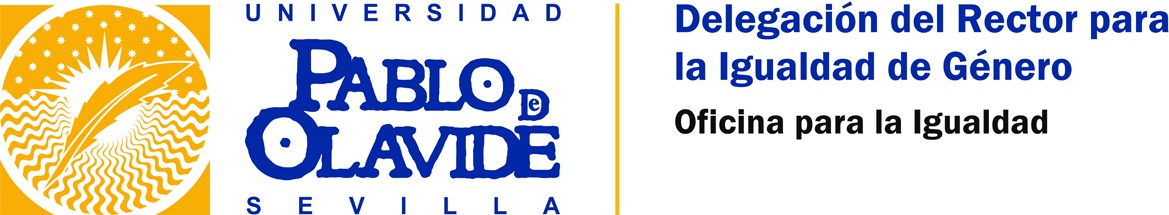 UNIVERSIDAD
PABLO DE
OLAVIDE
SEVILLA
Delegación del Rector para
la Igualdad de Género
Oficina para la Igualdad